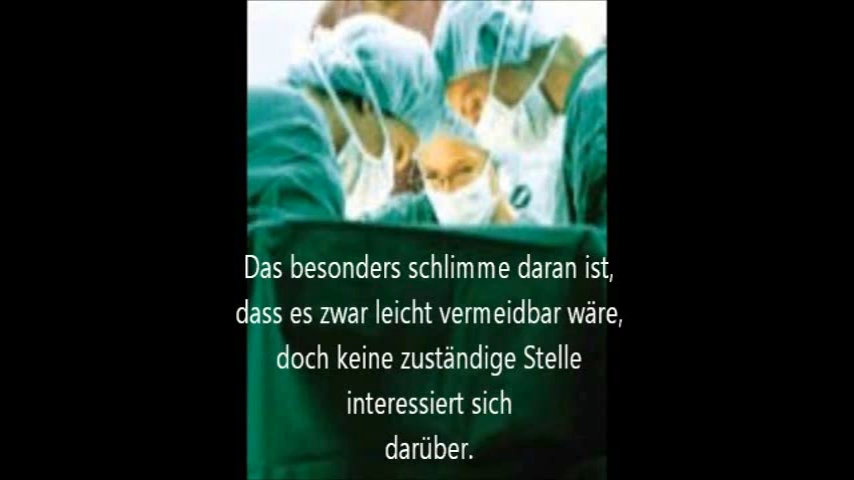 Das besonders schlimme daran ist,
dass es zwar leicht vermeidbar wäre,
doch keine zuständige Stelle
interessiert sich
darüber.